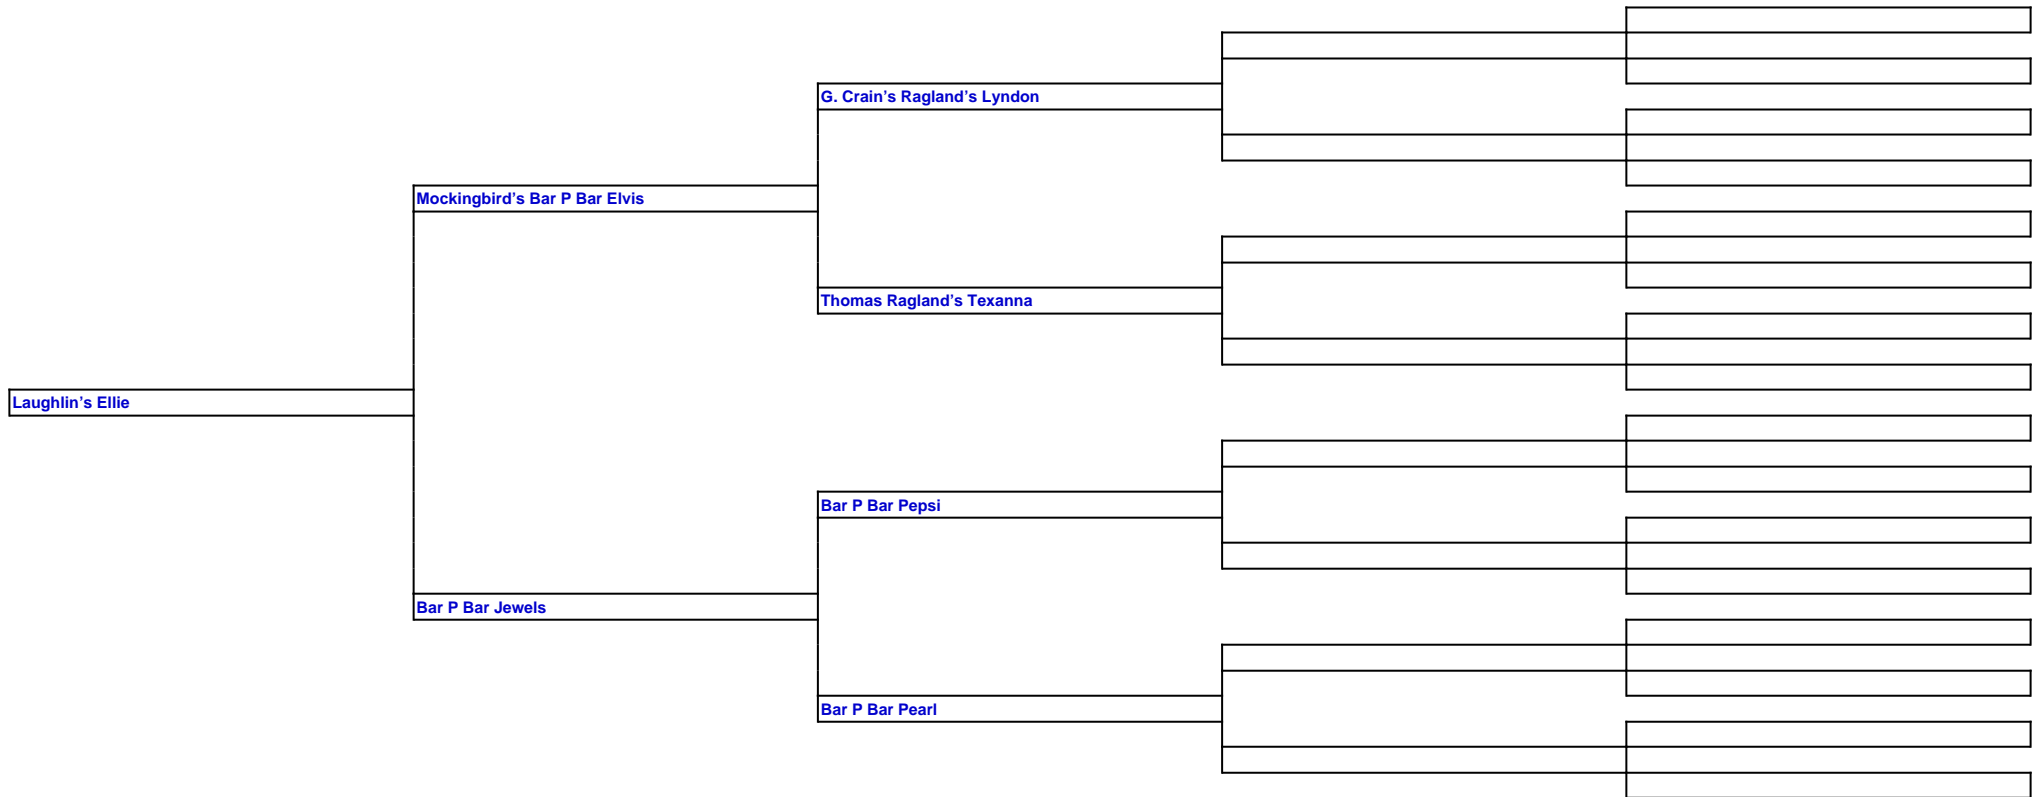 G. Crain’s Ragland’s Lyndon
Mockingbird’s Bar P Bar Elvis
Thomas Ragland’s Texanna
Laughlin’s Ellie
Bar P Bar Pepsi
Bar P Bar Jewels
Bar P Bar Pearl